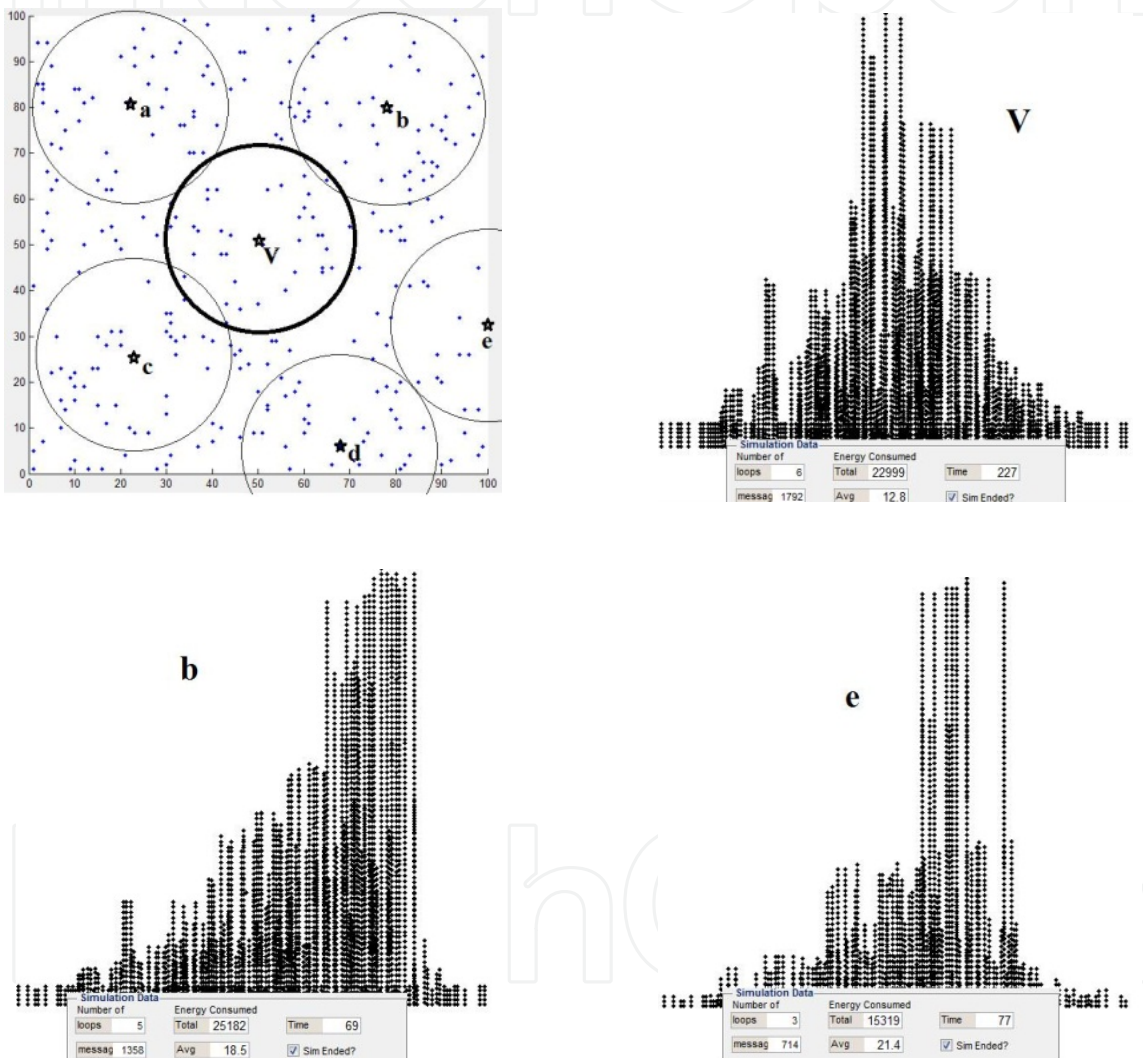 100
90
80
70
60
50
40
30
20
10
0
a
b
V
c
e
d
0 10 20 30 40 50 60 70 80 90 100
V
Simulation Data
Number of Energy Consumed
loops 6 Total 22999 Time 227
messag 1792 Avg 12.8 Sim Ended?
b
Simulation Data
Number of Energy Consumed
loops 5 Total 25182 Time 69
messag 1358 Avg 18.5 Sim Ended?
e
Simulation Data
Number of Energy Consumed
loops 3 Total 15319 Time 77
messag 714 Avg 21.4 Sim Ended?